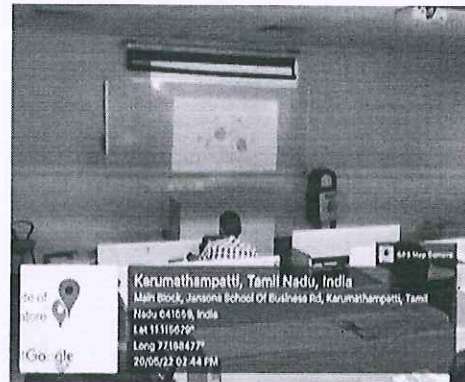 GPS Map Camera
Karumathampatti, Tamil Nadu, India
Main Block, Jansons School Of Business Rd, Karumathampatti, Tamil
Nadu 641659, India
Lat 11.115679°
Long 77.188477°
20/05/22 02:44 PM
Google